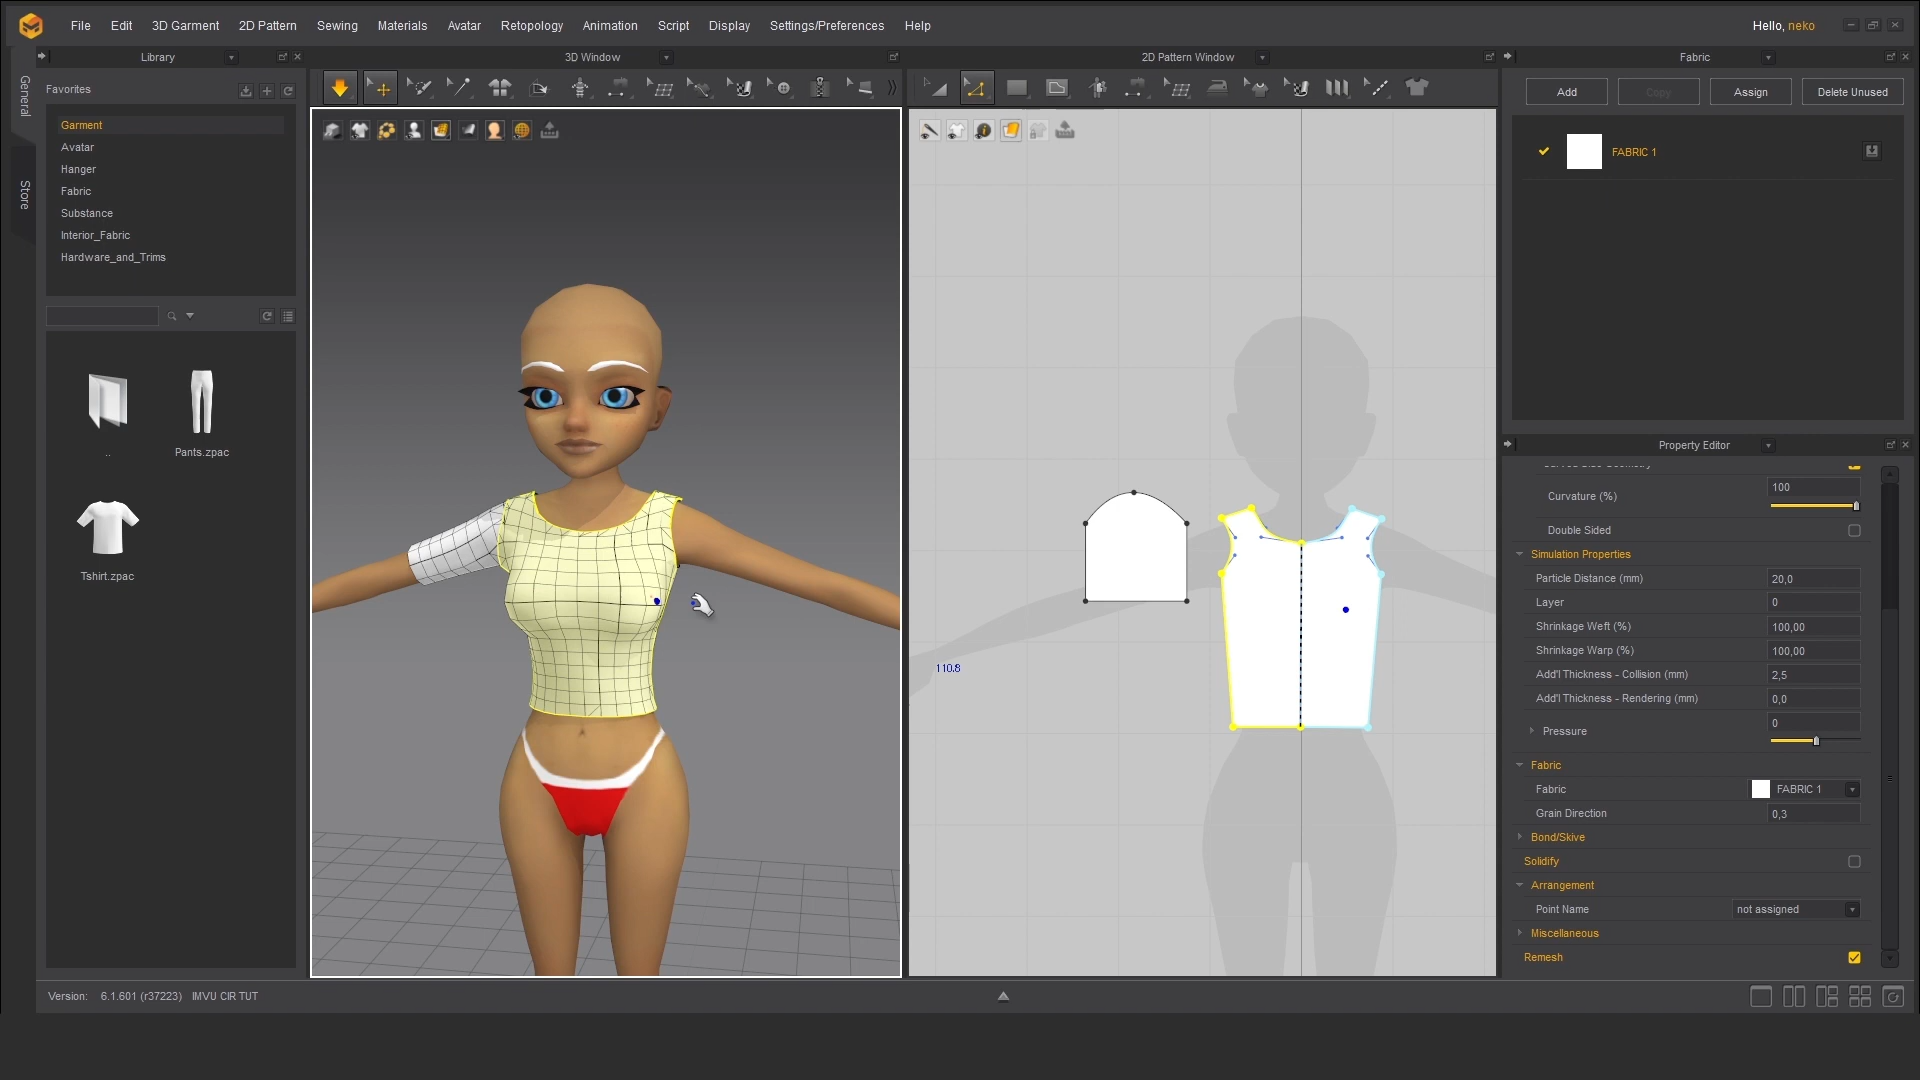 File Edit 3D Garment 2D Pattern Sewing Materials Avatar Retopology Animation Script Display Settings/Preferences Help
Hello, neko
Library
General
Store
Favorites
Garment
Avatar
Hanger
Fabric
Substance
Interior_Fabric
Hardware_and_Trims
..
Pants.zpac
Tshirt.zpac
3D Window
2D Pattern Window
110.8
Fabric
Add Copy Assign Delete Unused
FABRIC 1
Property Editor
Curvature (%) 100
Double Sided
Simulation Properties
Particle Distance (mm) 20,0
Layer 0
Shrinkage Weft (%) 100,00
Shrinkage Warp (%) 100,00
Add'l Thickness - Collision (mm) 2,5
Add'l Thickness - Rendering (mm) 0,0
Pressure 0
Fabric
Fabric FABRIC 1
Grain Direction 0,3
Bond/Skive
Solidify
Arrangement
Point Name not assigned
Miscellaneous
Remesh
Version: 6.1.601 (r37223) IMVU CIR TUT